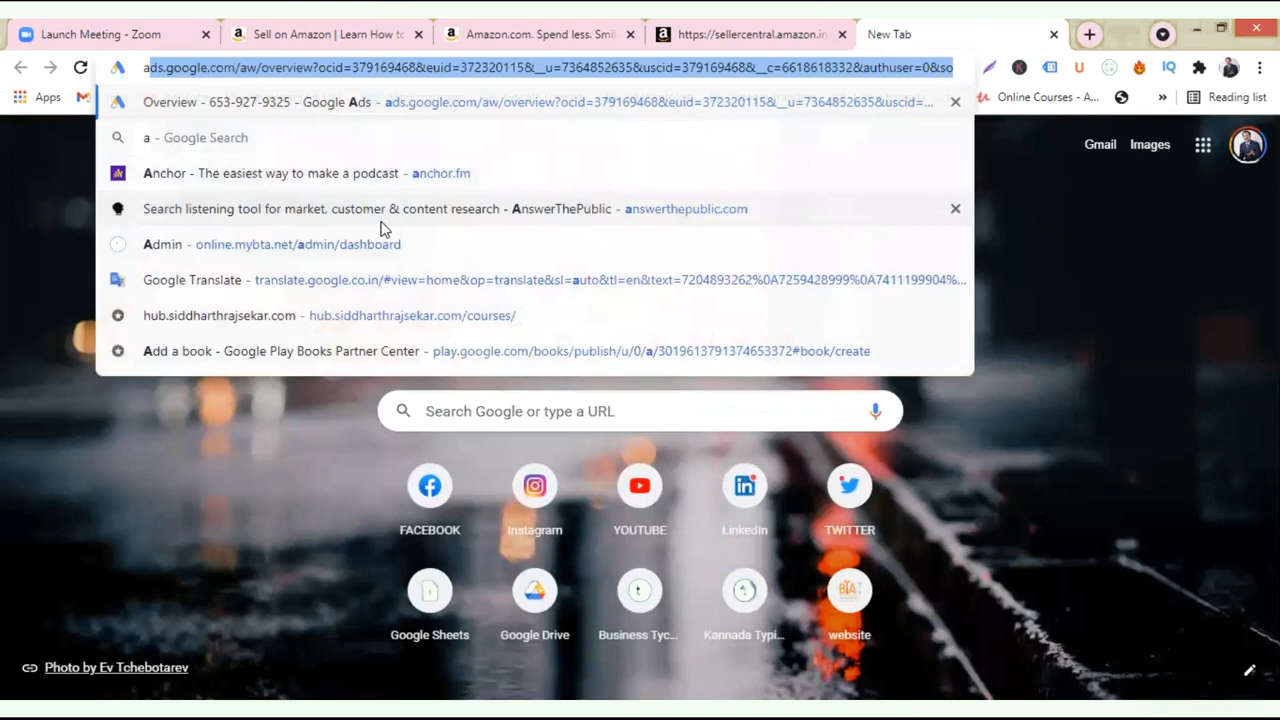 Launch Meeting - Zoom
Sell on Amazon | Learn How to
Amazon.com. Spend less. Smi
https://sellercentral.amazon.in
New Tab
ads.google.com/aw/overview?ocid=379169468&euid=372320115&__u=7364852635&uscid=379169468&__c=6618618332&authuser=0&so
Apps
Online Courses - A...
»
Reading list
Overview - 653-927-9325 - Google Ads - ads.google.com/aw/overview?ocid=379169468&euid=372320115&__u=7364852635&uscid=...
a - Google Search
Anchor - The easiest way to make a podcast - anchor.fm
Search listening tool for market, customer & content research - AnswerThePublic - answerthepublic.com
Admin - online.mybta.net/admin/dashboard
Google Translate - translate.google.co.in/#view=home&op=translate&sl=auto&tl=en&text=7204893262%0A7259428999%0A7411199904%...
hub.siddharthrajsekar.com - hub.siddharthrajsekar.com/courses/
Add a book - Google Play Books Partner Center - play.google.com/books/publish/u/0/a/3019613791374653372#book/create
Gmail
Images
Search Google or type a URL
FACEBOOK
Instagram
YOUTUBE
LinkedIn
TWITTER
Google Sheets
Google Drive
Business Tyc...
Kannada Typi...
website
Photo by Ev Tchebotarev